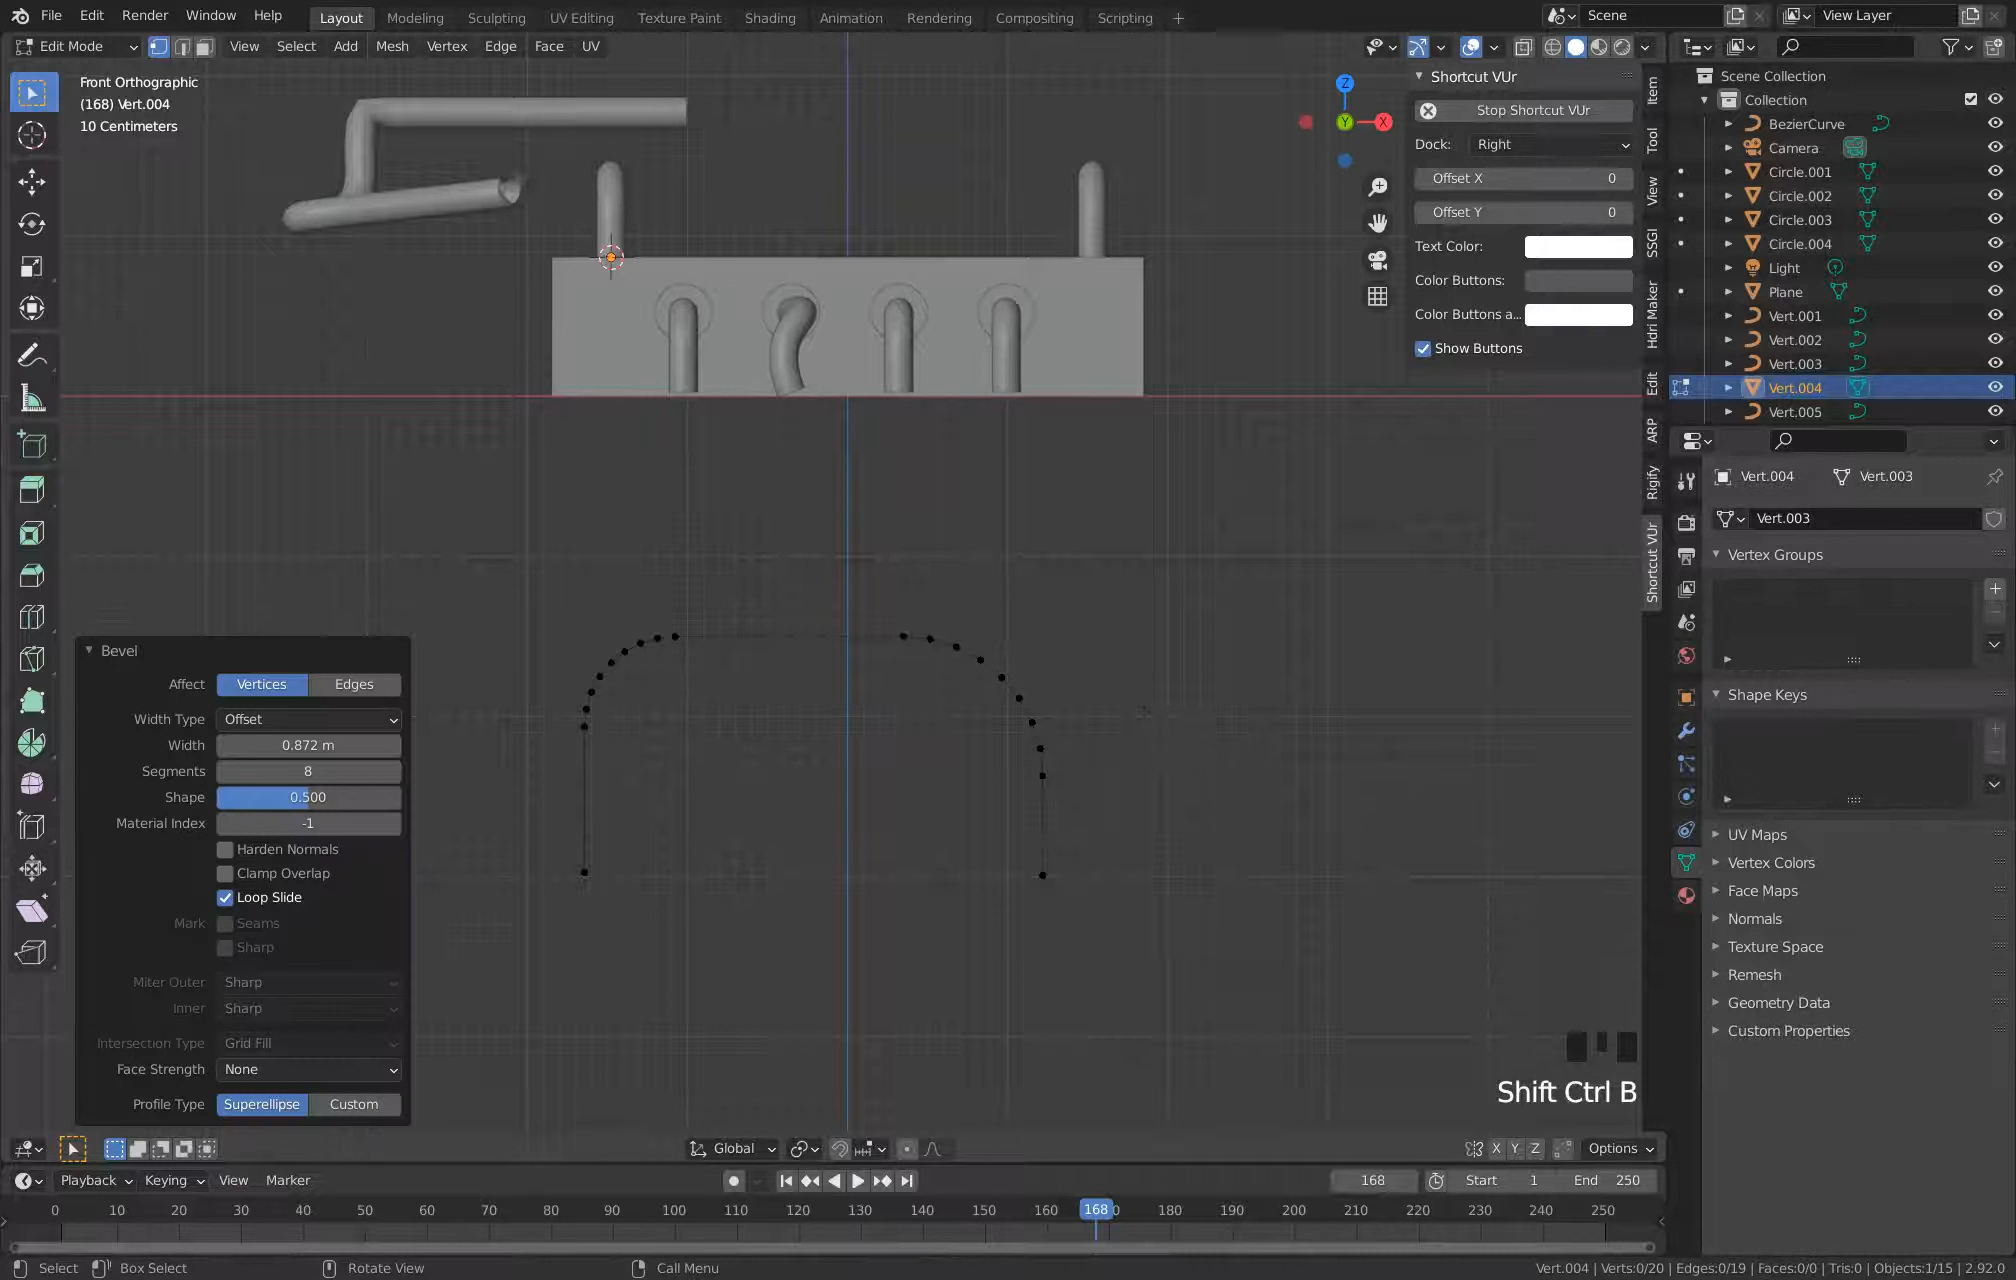 File Edit Render Window Help Layout Modeling Sculpting UV Editing Texture Paint Shading Animation Rendering Compositing Scripting + Scene View Layer
Edit Mode View Select Add Mesh Vertex Edge Face UV
Front Orthographic
(168) Vert.004
10 Centimeters
Z
Y
X
Shortcut VUr
Stop Shortcut VUr
Dock: Right
Offset X 0
Offset Y 0
Text Color:
Color Buttons:
Color Buttons a...
Show Buttons
Item
Tool
View
SSGI
Hdri Maker
Edit
ARP
Rigify
Shortcut VUr
Scene Collection
Collection
BezierCurve
Camera
Circle.001
Circle.002
Circle.003
Circle.004
Light
Plane
Vert.001
Vert.002
Vert.003
Vert.004
Vert.005
Vert.004 Vert.003
Vert.003
Vertex Groups
Shape Keys
UV Maps
Vertex Colors
Face Maps
Normals
Texture Space
Remesh
Geometry Data
Custom Properties
Bevel
Affect Vertices Edges
Width Type Offset
Width 0.872 m
Segments 8
Shape 0.500
Material Index -1
Harden Normals
Clamp Overlap
Loop Slide
Mark Seams
Sharp
Miter Outer Sharp
Inner Sharp
Intersection Type Grid Fill
Face Strength None
Profile Type Superellipse Custom
Shift Ctrl B
Global X Y Z Options
Playback Keying View Marker 168 Start 1 End 250
0 10 20 30 40 50 60 70 80 90 100 110 120 130 140 150 160 168 180 190 200 210 220 230 240 250
Select Box Select Rotate View Call Menu Vert.004 | Verts:0/20 | Edges:0/19 | Faces:0/0 | Tris:0 | Objects:1/15 | 2.92.0